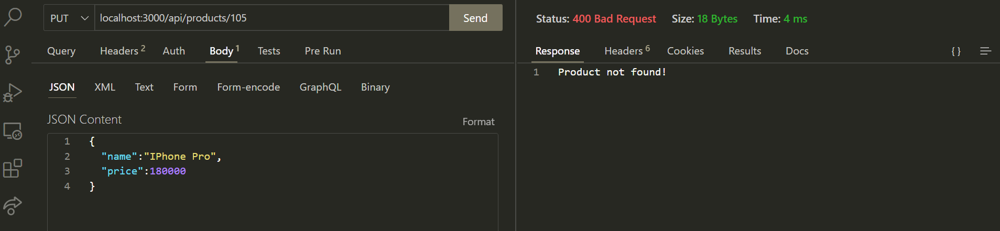 PUT
localhost:3000/api/products/105
Send
Query Headers 2 Auth Body 1 Tests Pre Run
JSON XML Text Form Form-encode GraphQL Binary
JSON Content
Format
1 {
2 "name":"IPhone Pro",
3 "price":180000
4 }
Status: 400 Bad Request Size: 18 Bytes Time: 4 ms
Response Headers 6 Cookies Results Docs { }
1 Product not found!